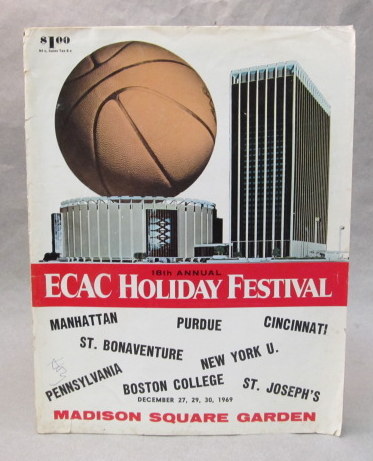 $1.00
18th ANNUAL
ECAC HOLIDAY FESTIVAL
MANHATTAN PURDUE CINCINNATI
ST. BONAVENTURE NEW YORK U.
PENNSYLVANIA BOSTON COLLEGE ST. JOSEPH'S
DECEMBER 27, 29, 30, 1969
MADISON SQUARE GARDEN